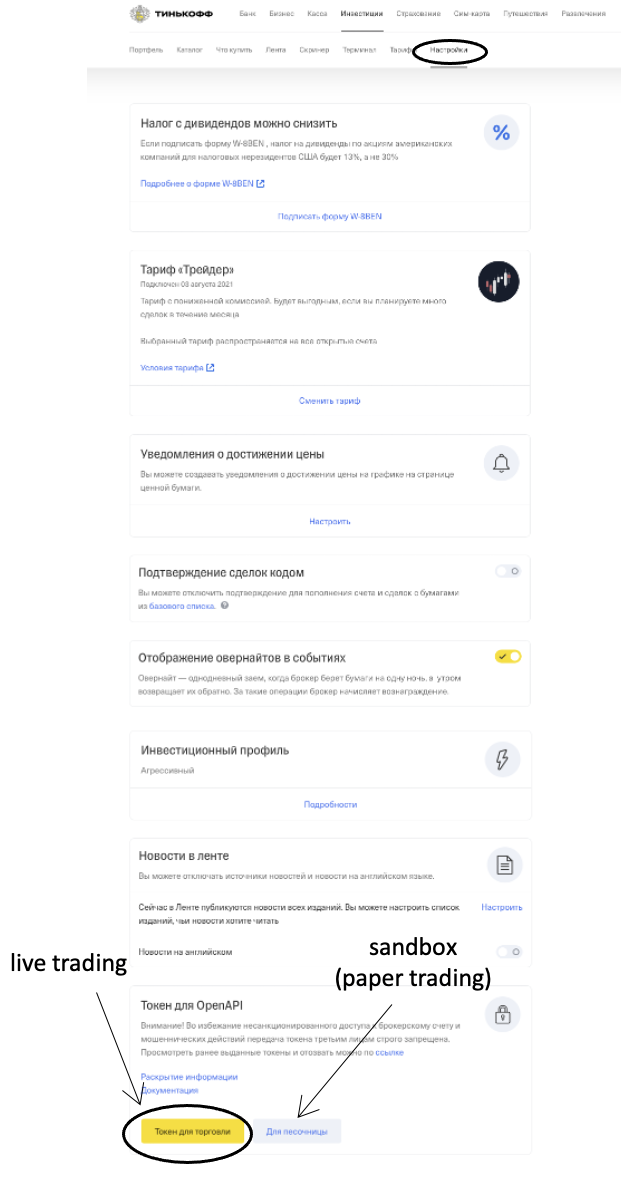 ТИНЬКОФФ Банк Бизнес Касса Инвестиции Страхование Сим-карта Путешествия Развлечения
Портфель Каталог Что купить Лента Скринер Терминал Тарифы Настройки
Налог с дивидендов можно снизить
Если подписать форму W-8BEN , налог на дивиденды по акциям американских
компаний для налоговых нерезидентов США будет 13%, а не 30%
Подробнее о форме W-8BEN
Подписать форму W-8BEN
Тариф «Трейдер»
Подключен 03 августа 2021
Тариф с пониженной комиссией. Будет выгодным, если вы планируете много
сделок в течение месяца
Выбранный тариф распространяется на все открытые счета
Условия тарифа
Сменить тариф
Уведомления о достижении цены
Вы можете создавать уведомления о достижении цены на графике на странице
ценной бумаги.
Настроить
Подтверждение сделок кодом
Вы можете отключить подтверждение для пополнения счета и сделок с бумагами
из базового списка.
Отображение овернайтов в событиях
Овернайт — однодневный заем, когда брокер берет бумаги на одну ночь, а утром
возвращает их обратно. За такие операции брокер начисляет вознаграждение.
Инвестиционный профиль
Агрессивный
Подробности
Новости в ленте
Вы можете отключать источники новостей и новости на английском языке.
Сейчас в Ленте публикуются новости всех изданий. Вы можете настроить список Настроить
изданий, чьи новости хотите читать
Новости на английском
live trading
sandbox
(paper trading)
Токен для OpenAPI
Внимание! Во избежание несанкционированного доступа к брокерскому счету и
мошеннических действий передача токена третьим лицам строго запрещена.
Просмотреть ранее выданные токены и отозвать можно по ссылке
Раскрытие информации
Документация
Токен для торговли Для песочницы